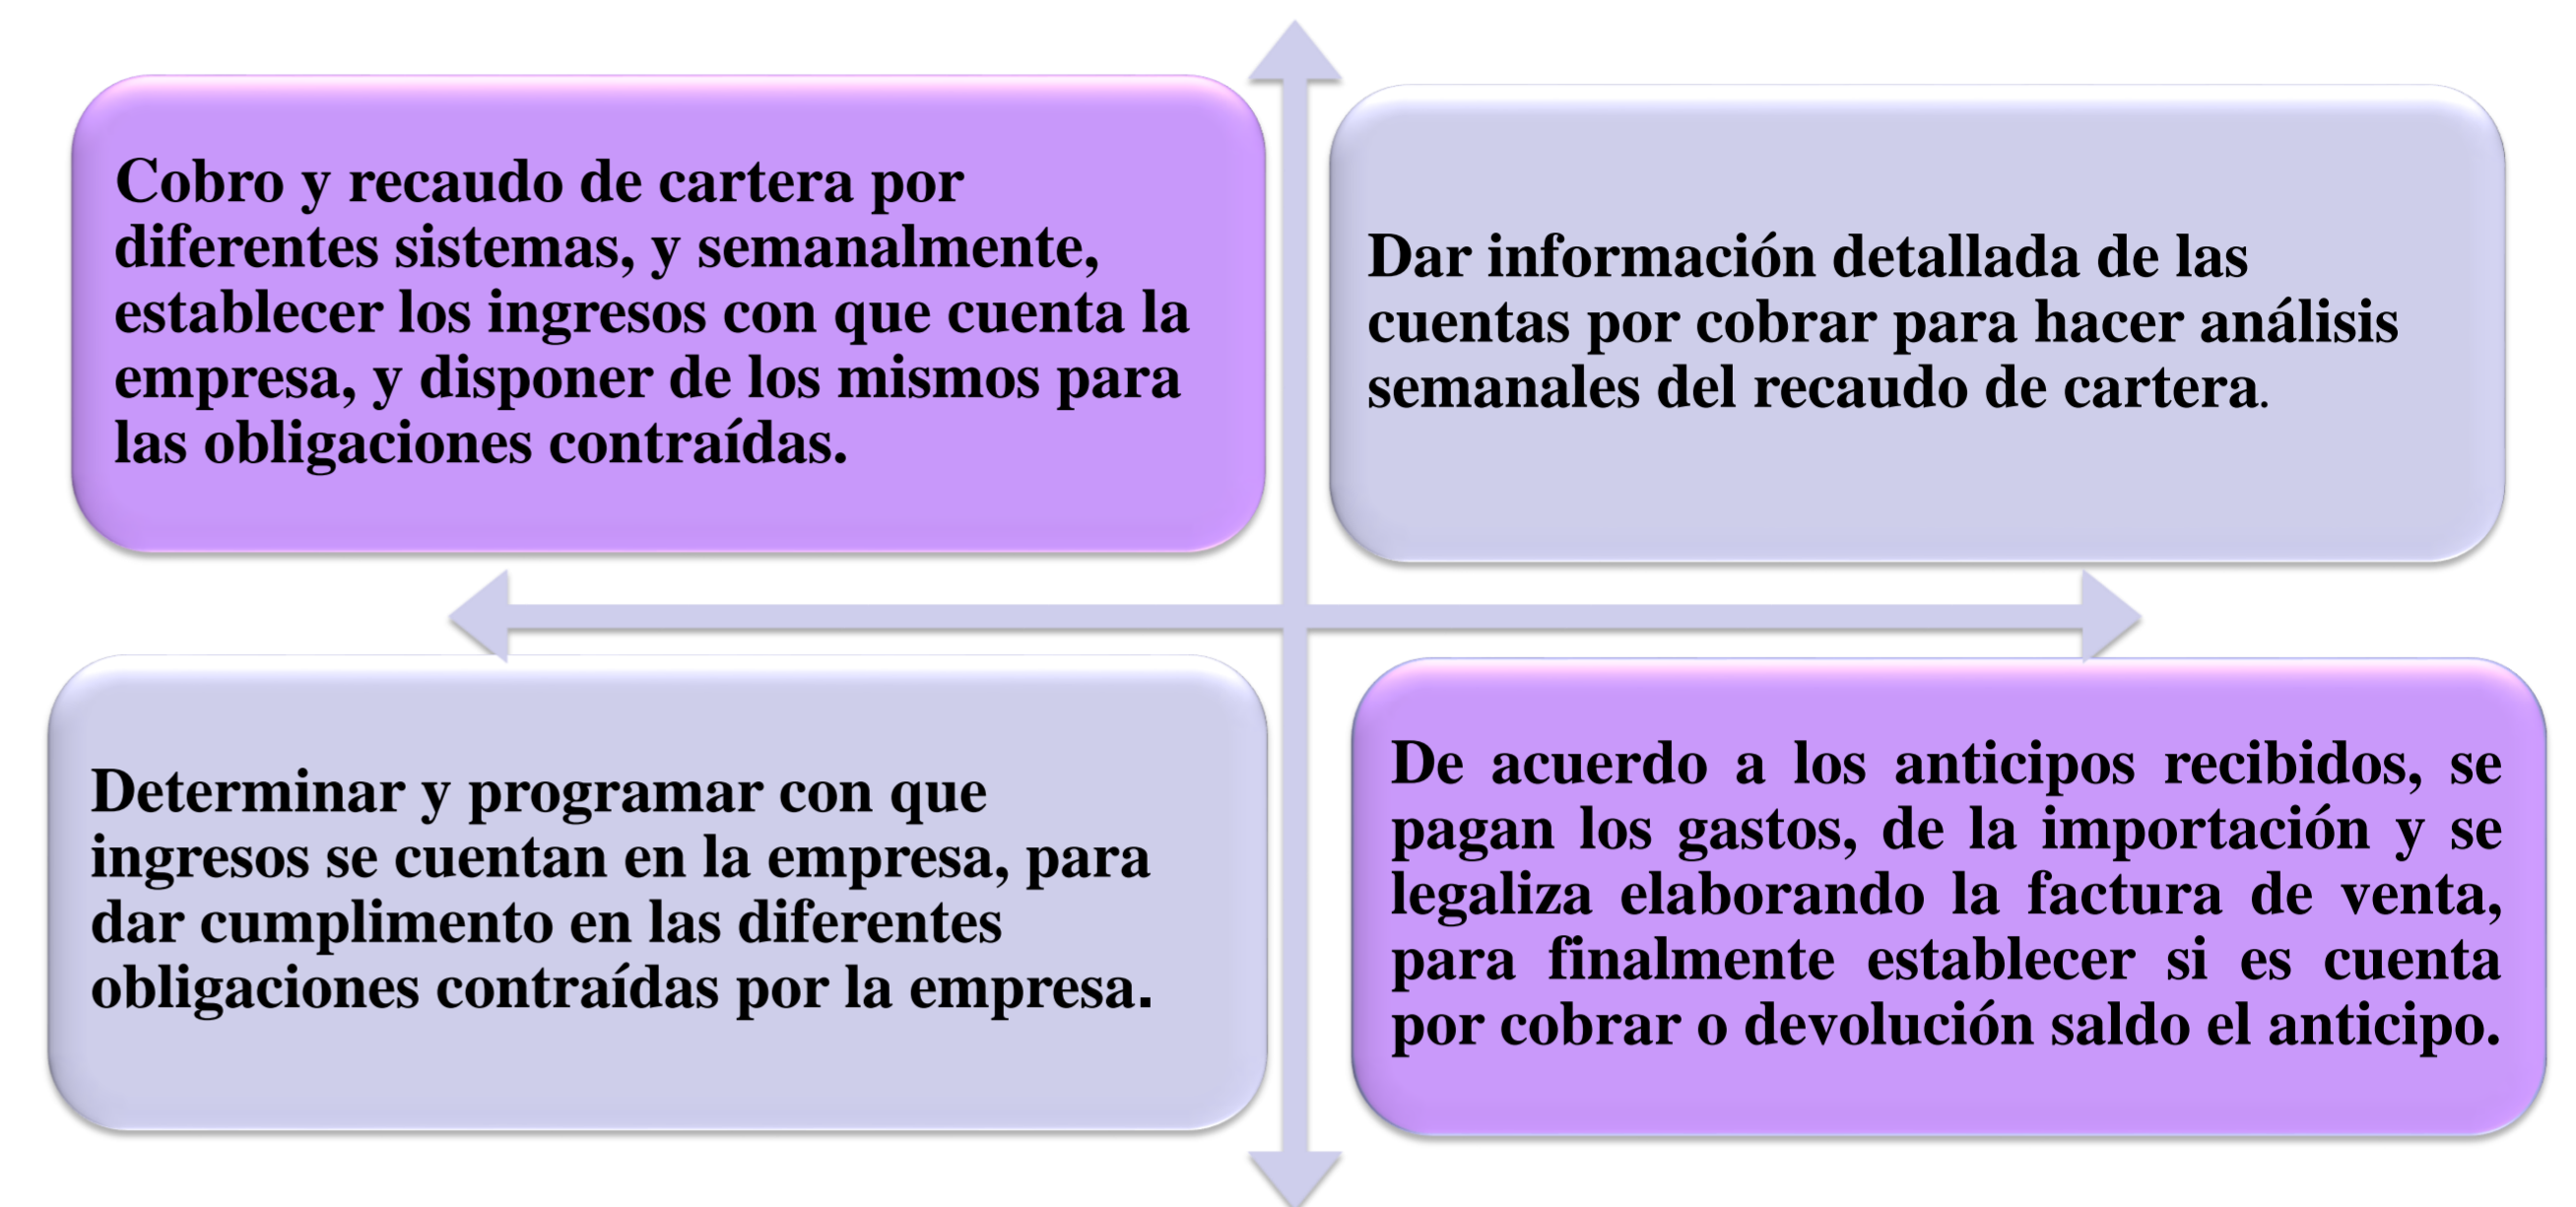 Cobro y recaudo de cartera por
diferentes sistemas, y semanalmente,
establecer los ingresos con que cuenta la
empresa, y disponer de los mismos para
las obligaciones contraídas.
Dar información detallada de las
cuentas por cobrar para hacer análisis
semanales del recaudo de cartera.
Determinar y programar con que
ingresos se cuentan en la empresa, para
dar cumplimento en las diferentes
obligaciones contraídas por la empresa.
De acuerdo a los anticipos recibidos, se
pagan los gastos, de la importación y se
legaliza elaborando la factura de venta,
para finalmente establecer si es cuenta
por cobrar o devolución saldo el anticipo.